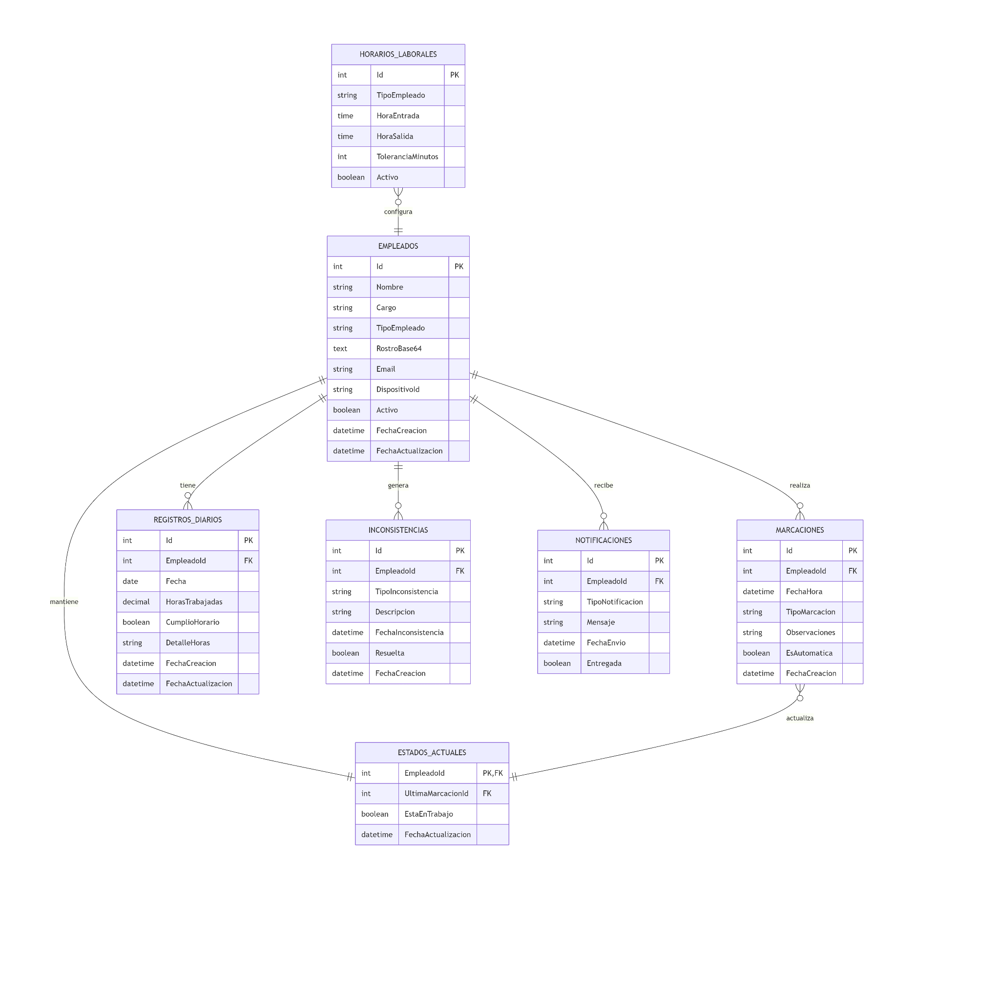 HORARIOS_LABORALES
int Id PK
string TipoEmpleado
time HoraEntrada
time HoraSalida
int ToleranciaMinutos
boolean Activo
configura
EMPLEADOS
int Id PK
string Nombre
string Cargo
string TipoEmpleado
text RostroBase64
string Email
string DispositivoId
boolean Activo
datetime FechaCreacion
datetime FechaActualizacion
tiene
genera
recibe
realiza
mantiene
REGISTROS_DIARIOS
int Id PK
int EmpleadoId FK
date Fecha
decimal HorasTrabajadas
boolean CumplioHorario
string DetalleHoras
datetime FechaCreacion
datetime FechaActualizacion
INCONSISTENCIAS
int Id PK
int EmpleadoId FK
string TipoInconsistencia
string Descripcion
datetime FechaInconsistencia
boolean Resuelta
datetime FechaCreacion
NOTIFICACIONES
int Id PK
int EmpleadoId FK
string TipoNotificacion
string Mensaje
datetime FechaEnvio
boolean Entregada
MARCACIONES
int Id PK
int EmpleadoId FK
datetime FechaHora
string TipoMarcacion
string Observaciones
boolean EsAutomatica
datetime FechaCreacion
actualiza
ESTADOS_ACTUALES
int EmpleadoId PK,FK
int UltimaMarcacionId FK
boolean EstaEnTrabajo
datetime FechaActualizacion